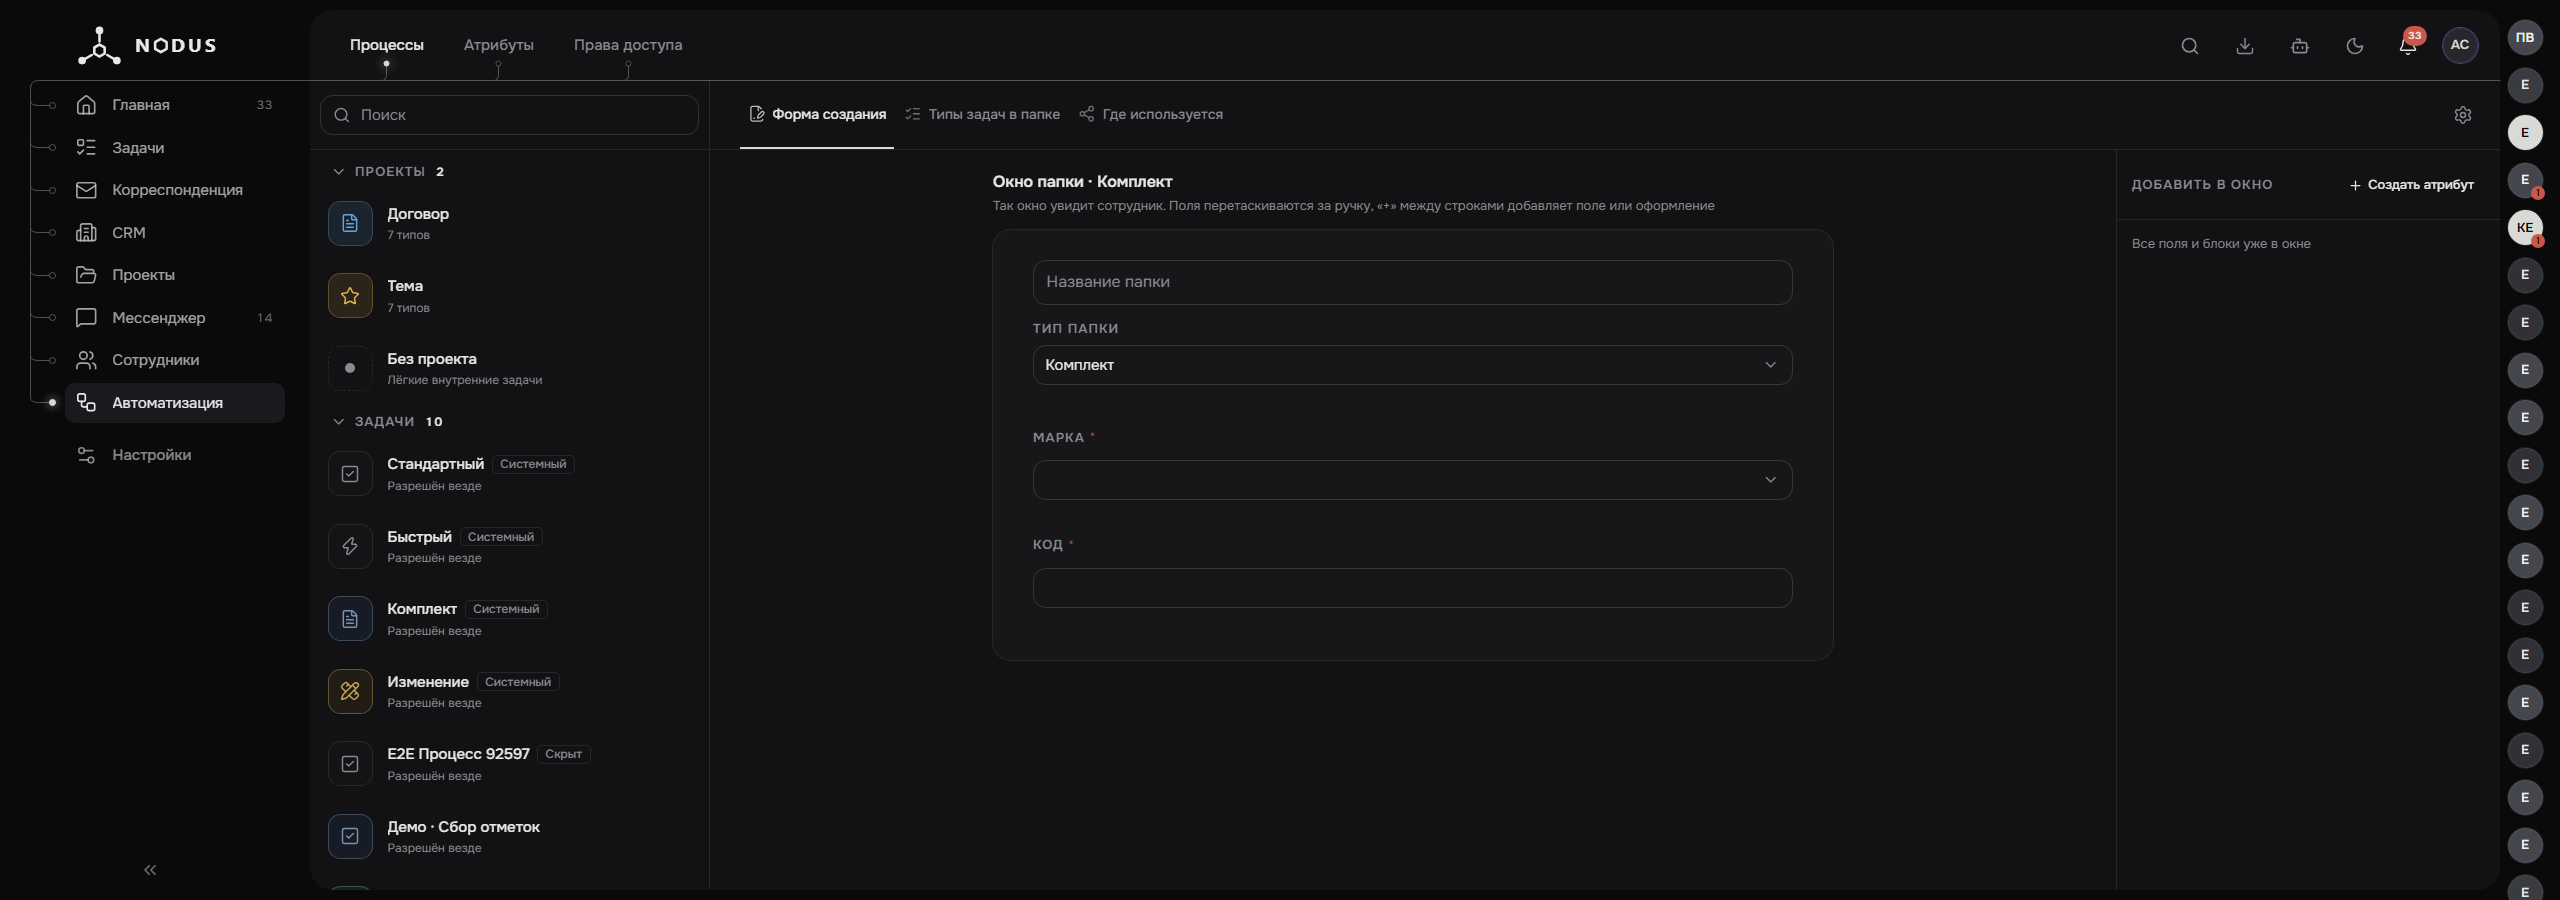 NODUS
Процессы
Атрибуты
Права доступа
33
АС
Главная 33
Задачи
Корреспонденция
CRM
Проекты
Мессенджер 14
Сотрудники
Автоматизация
Настройки
Поиск
ПРОЕКТЫ 2
Договор
7 типов
Тема
7 типов
Без проекта
Лёгкие внутренние задачи
ЗАДАЧИ 10
Стандартный Системный
Разрешён везде
Быстрый Системный
Разрешён везде
Комплект Системный
Разрешён везде
Изменение Системный
Разрешён везде
E2E Процесс 92597 Скрыт
Разрешён везде
Демо · Сбор отметок
Разрешён везде
Форма создания
Типы задач в папке
Где используется
Окно папки · Комплект
Так окно увидит сотрудник. Поля перетаскиваются за ручку, «+» между строками добавляет поле или оформление
Название папки
ТИП ПАПКИ
Комплект
МАРКА *
КОД *
ДОБАВИТЬ В ОКНО
+ Создать атрибут
Все поля и блоки уже в окне
ПВ
E
E
E
1
KE
1
E
E
E
E
E
E
E
E
E
E
E
E
E
E